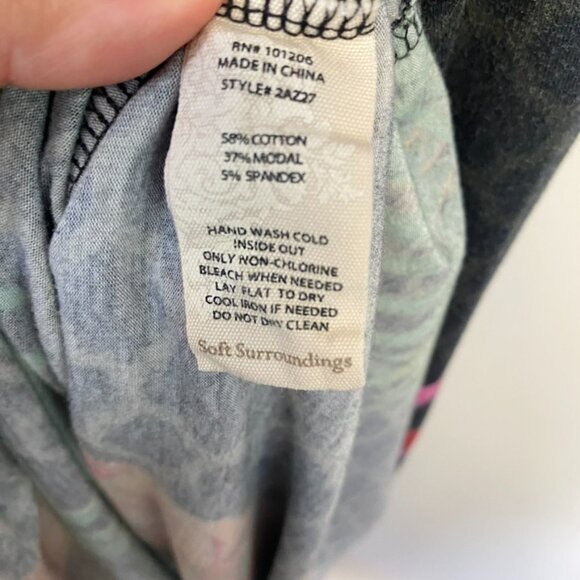 RN# 101206
MADE IN CHINA
STYLE# 2AZ27
58% COTTON
37% MODAL
5% SPANDEX
HAND WASH COLD
INSIDE OUT
ONLY NON-CHLORINE
BLEACH WHEN NEEDED
LAY FLAT TO DRY
COOL IRON IF NEEDED
DO NOT DRY CLEAN
Soft Surroundings